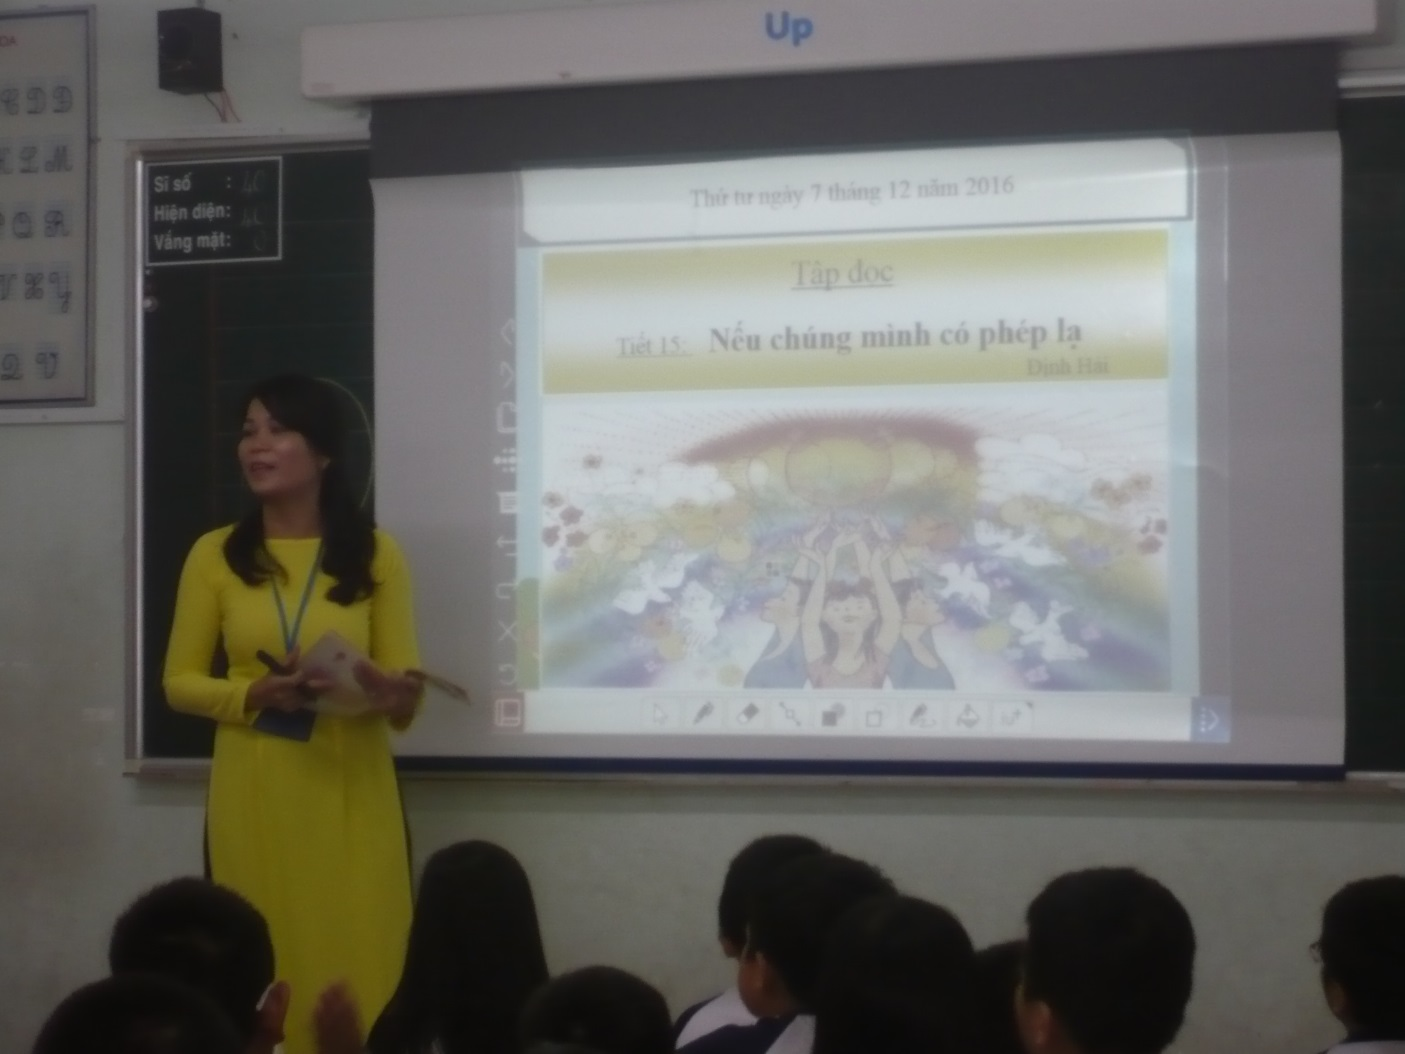 Up
Sĩ số :
Hiện diện:
Vắng mặt:
Thứ tư ngày 7 tháng 12 năm 2016
Tập đọc
Tiết 15: Nếu chúng mình có phép lạ
Định Hải